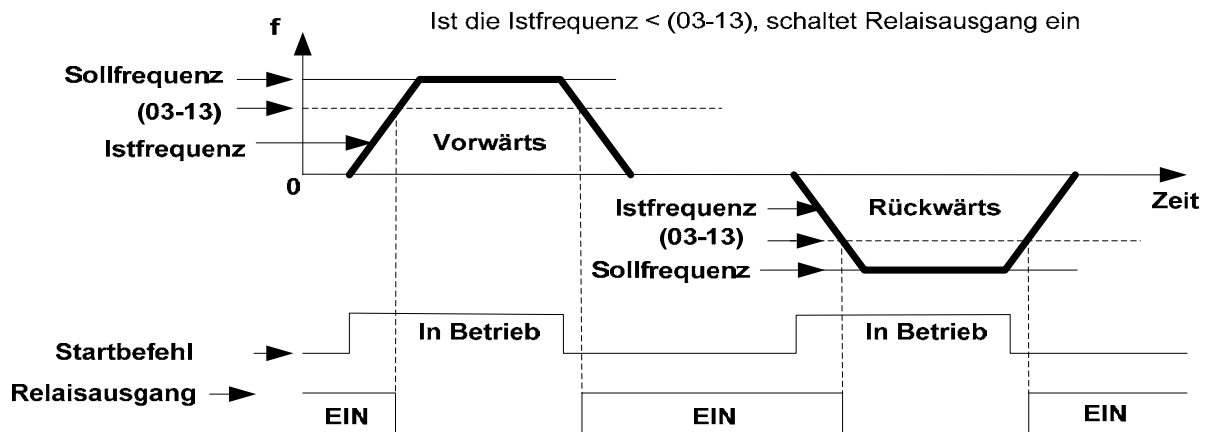 Ist die Istfrequenz < (03-13), schaltet Relaisausgang ein
f
Sollfrequenz
(03-13)
Istfrequenz
Vorwärts
0
Zeit
Istfrequenz
Rückwärts
(03-13)
Sollfrequenz
In Betrieb
In Betrieb
Startbefehl
Relaisausgang
EIN
EIN
EIN